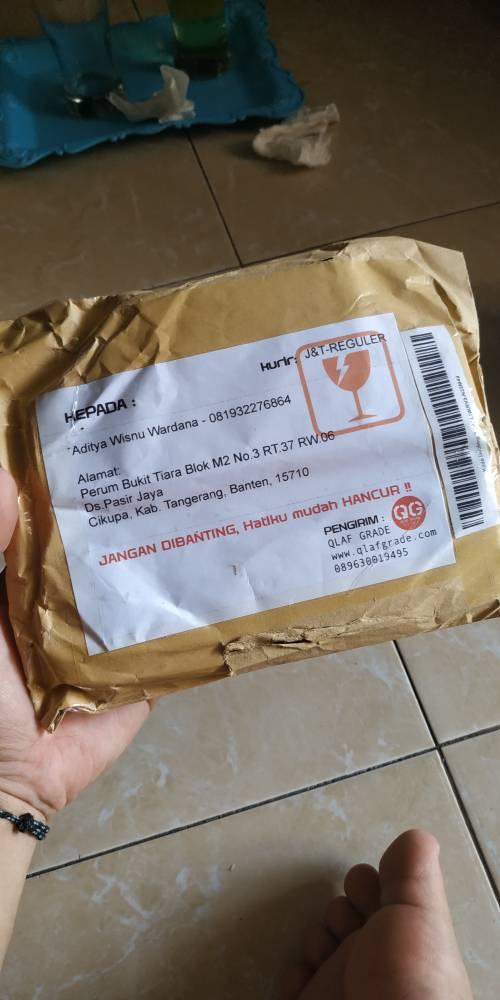 Kurir: J&T-REGULER
KEPADA :
Aditya Wisnu Wardana - 081932276864
Alamat:
Perum Bukit Tiara Blok M2 No.3 RT.37 RW.06
Ds.Pasir Jaya
Cikupa, Kab. Tangerang, Banten, 15710
JANGAN DIBANTING, Hatiku mudah HANCUR !!
PENGIRIM :
QG
QLAF GRADE
www.qlafgrade.com
089630019495